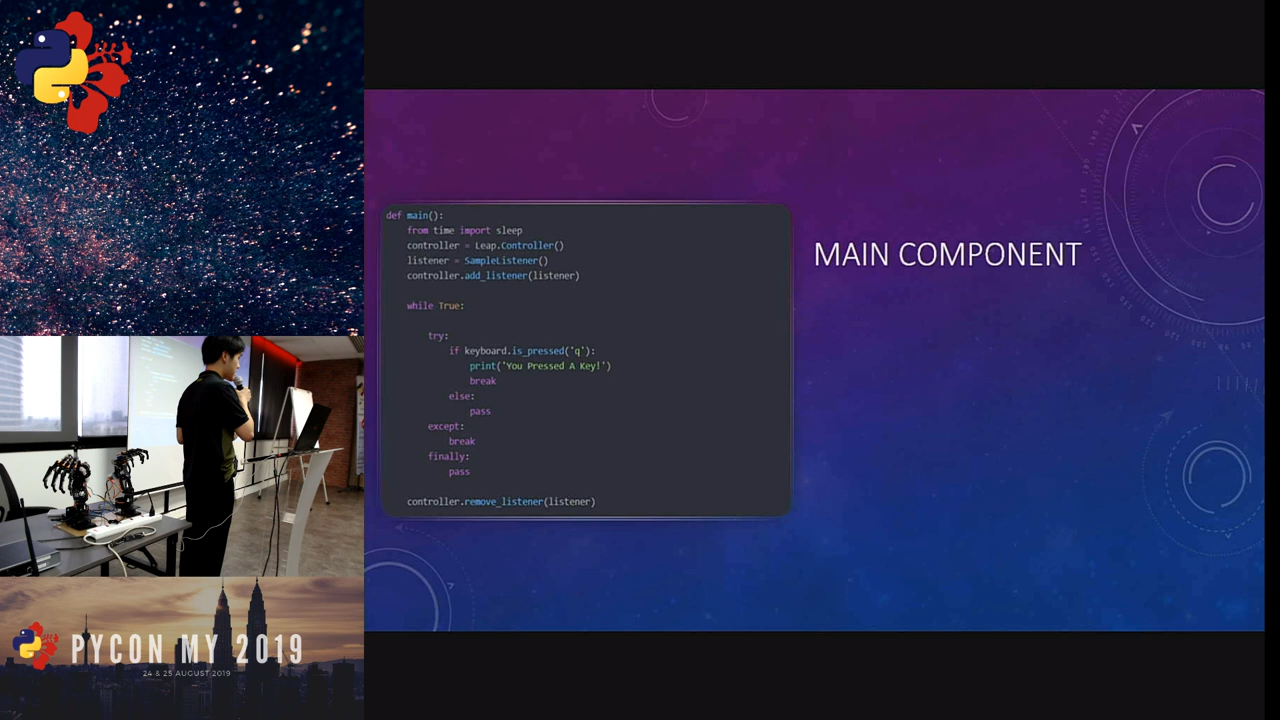 def main():
from time import sleep
controller = Leap.Controller()
listener = SampleListener()
controller.add_listener(listener)
while True:
try:
if keyboard.is_pressed('q'):
print('You Pressed A Key!')
break
else:
pass
except:
break
finally:
pass
controller.remove_listener(listener)
MAIN COMPONENT
PYCON MY 2019
24 & 25 AUGUST 2019